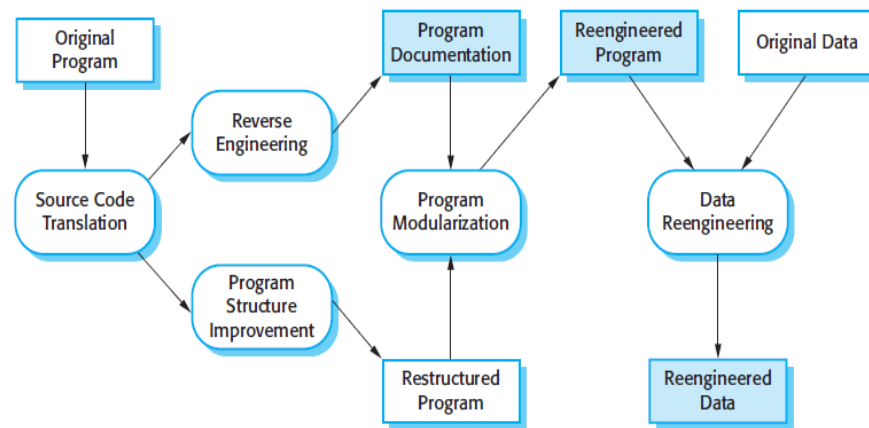 Original
Program
Program
Documentation
Reengineered
Program
Original Data
Reverse
Engineering
Source Code
Translation
Program
Modularization
Data
Reengineering
Program
Structure
Improvement
Restructured
Program
Reengineered
Data